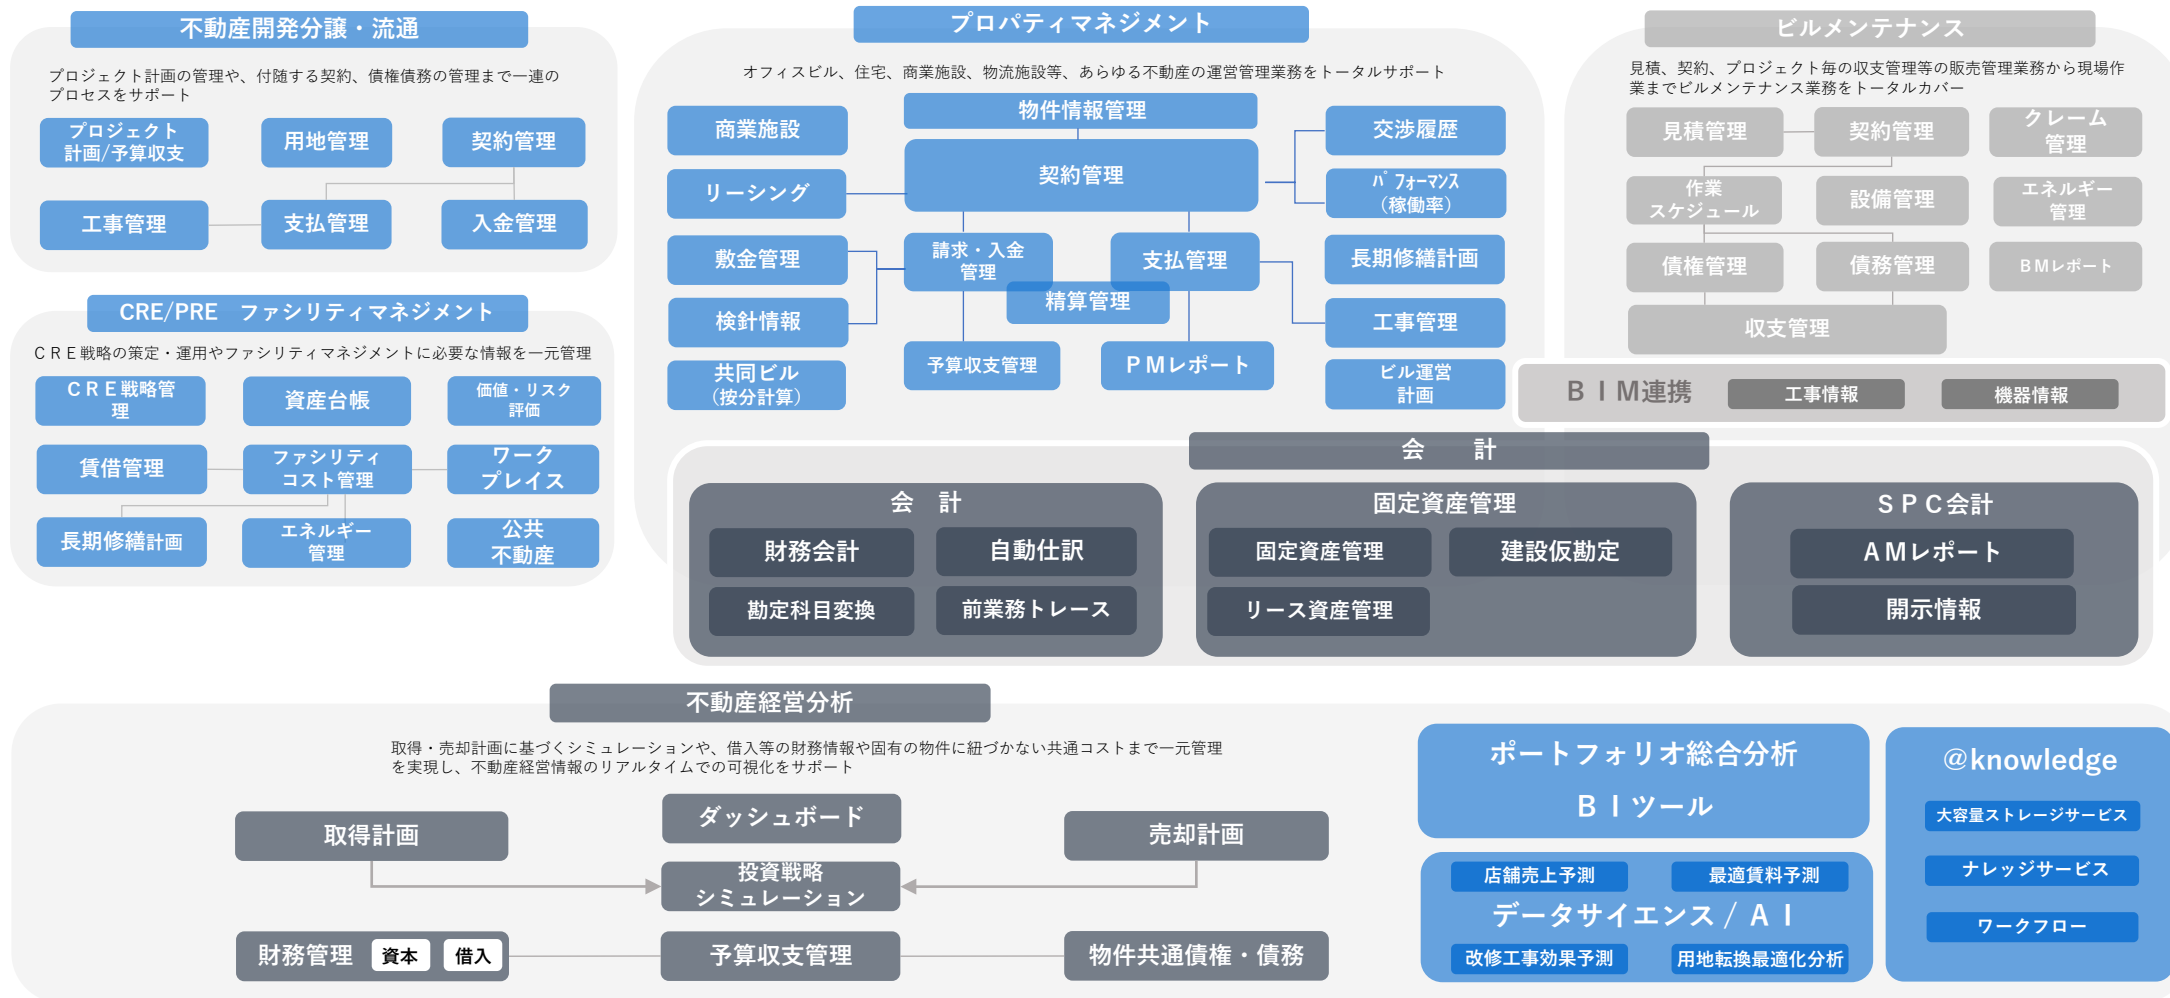 不動産開発分譲・流通
プロジェクト計画の管理や、付随する契約、債権債務の管理まで一連の
プロセスをサポート
プロジェクト
計画/予算収支
用地管理
契約管理
工事管理
支払管理
入金管理
CRE/PRE　ファシリティマネジメント
ＣＲＥ戦略の策定・運用やファシリティマネジメントに必要な情報を一元管理
ＣＲＥ戦略管
理
資産台帳
価値・リスク
評価
賃借管理
ファシリティ
コスト管理
ワーク
プレイス
長期修繕計画
エネルギー
管理
公共
不動産
プロパティマネジメント
オフィスビル、住宅、商業施設、物流施設等、あらゆる不動産の運営管理業務をトータルサポート
商業施設
物件情報管理
交渉履歴
リーシング
契約管理
ﾊﾟﾌｫｰﾏﾝｽ
（稼働率）
敷金管理
請求・入金
管理
支払管理
長期修繕計画
検針情報
精算管理
工事管理
共同ビル
（按分計算）
予算収支管理
ＰＭレポート
ビル運営
計画
ビルメンテナンス
見積、契約、プロジェクト毎の収支管理等の販売管理業務から現場作
業までビルメンテナンス業務をトータルカバー
見積管理
契約管理
クレーム
管理
作業
スケジュール
設備管理
エネルギー
管理
債権管理
債務管理
ＢＭレポート
収支管理
ＢＩＭ連携
工事情報
機器情報
会　　計
会　計
財務会計
自動仕訳
勘定科目変換
前業務トレース
固定資産管理
固定資産管理
建設仮勘定
リース資産管理
ＳＰＣ会計
ＡＭレポート
開示情報
不動産経営分析
取得・売却計画に基づくシミュレーションや、借入等の財務情報や固有の物件に紐づかない共通コストまで一元管理
を実現し、不動産経営情報のリアルタイムでの可視化をサポート
取得計画
ダッシュボード
売却計画
投資戦略
シミュレーション
財務管理
資本
借入
予算収支管理
物件共通債権・債務
ポートフォリオ総合分析
ＢＩツール
店舗売上予測
最適賃料予測
データサイエンス / ＡＩ
改修工事効果予測
用地転換最適化分析
@knowledge
大容量ストレージサービス
ナレッジサービス
ワークフロー